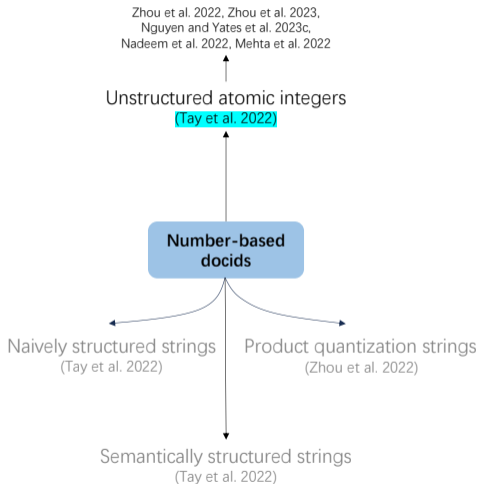 Zhou et al. 2022, Zhou et al. 2023,
Nguyen and Yates et al. 2023c,
Nadeem et al. 2022, Mehta et al. 2022
Unstructured atomic integers
(Tay et al. 2022)
Number-based
docids
Naively structured strings
(Tay et al. 2022)
Product quantization strings
(Zhou et al. 2022)
Semantically structured strings
(Tay et al. 2022)